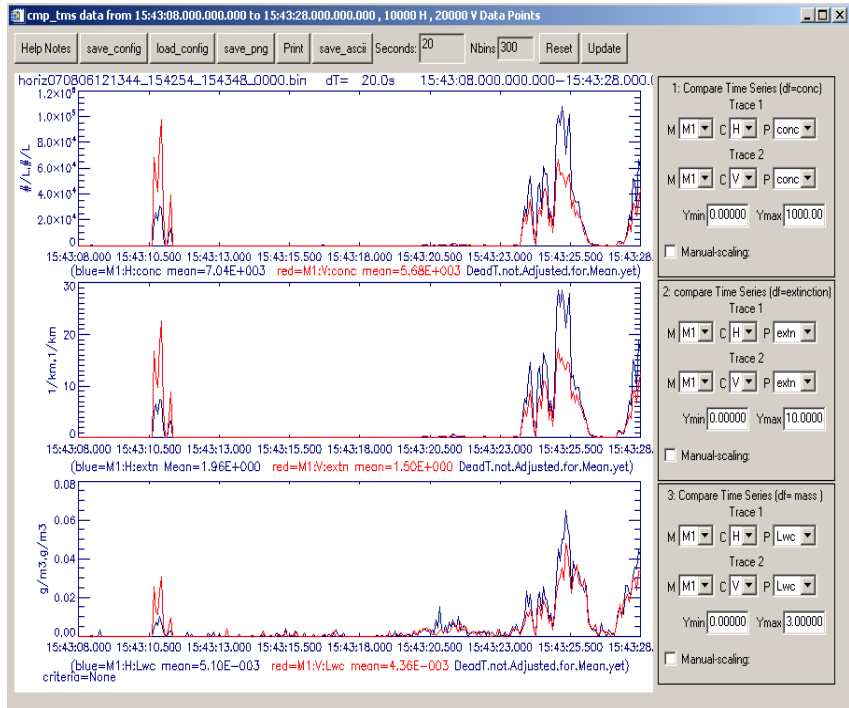 cmp_tms data from 15:43:08.000.000.000 to 15:43:28.000.000.000 , 10000 H , 20000 V Data Points
Help Notes save_config load_config save_png Print save_ascii Seconds: 20 Nbins 300 Reset Update
horiz070806121344_154254_154348_0000.bin dT= 20.0s 15:43:08.000.000.000-15:43:28.000.0
1.2×10⁵
1.0×10⁵
8.0×10⁴
6.0×10⁴
4.0×10⁴
2.0×10⁴
0
#/L,#/L
15:43:08.000 15:43:10.500 15:43:13.000 15:43:15.500 15:43:18.000 15:43:20.500 15:43:23.000 15:43:25.500 15:43:28.
(blue=M1:H:conc mean=7.04E+003 red=M1:V:conc mean=5.68E+003 DeadT.not.Adjusted.for.Mean.yet)
30
20
10
0
1/km,1/km
15:43:08.000 15:43:10.500 15:43:13.000 15:43:15.500 15:43:18.000 15:43:20.500 15:43:23.000 15:43:25.500 15:43:28.
(blue=M1:H:extn Mean=1.96E+000 red=M1:V:extn mean=1.50E+000 DeadT.not.Adjusted.for.Mean.yet)
0.08
0.06
0.04
0.02
0.00
g/m3,g/m3
15:43:08.000 15:43:10.500 15:43:13.000 15:43:15.500 15:43:18.000 15:43:20.500 15:43:23.000 15:43:25.500 15:43:28.
(blue=M1:H:Lwc mean=5.10E-003 red=M1:V:Lwc mean=4.36E-003 DeadT.not.Adjusted.for.Mean.yet)
criteria=None
1: Compare Time Series (df=conc)
Trace 1
M M1 C H P conc
Trace 2
M M1 C V P conc
Ymin 0.00000 Ymax 1000.00
Manual-scaling:
2: compare Time Series (df=extinction)
Trace 1
M M1 C H P extn
Trace 2
M M1 C V P extn
Ymin 0.00000 Ymax 10.0000
Manual-scaling:
3: Compare Time Series (df= mass )
Trace 1
M M1 C H P Lwc
Trace 2
M M1 C V P Lwc
Ymin 0.00000 Ymax 3.00000
Manual-scaling: